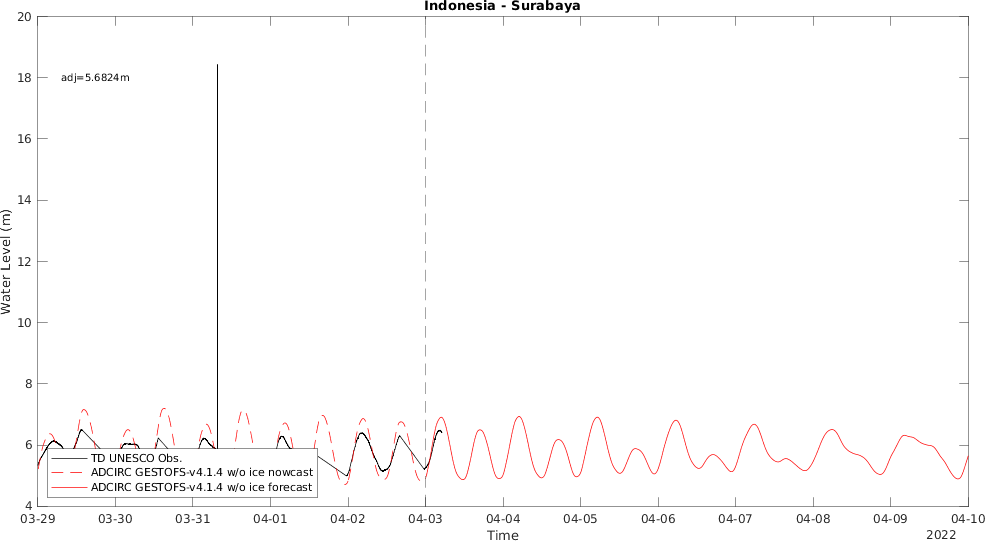 Indonesia - Surabaya
20
18
16
14
12
10
8
6
4
Water Level (m)
adj=5.6824m
TD UNESCO Obs.
ADCIRC GESTOFS-v4.1.4 w/o ice nowcast
ADCIRC GESTOFS-v4.1.4 w/o ice forecast
03-29 03-30 03-31 04-01 04-02 04-03 04-04 04-05 04-06 04-07 04-08 04-09 04-10
Time
2022